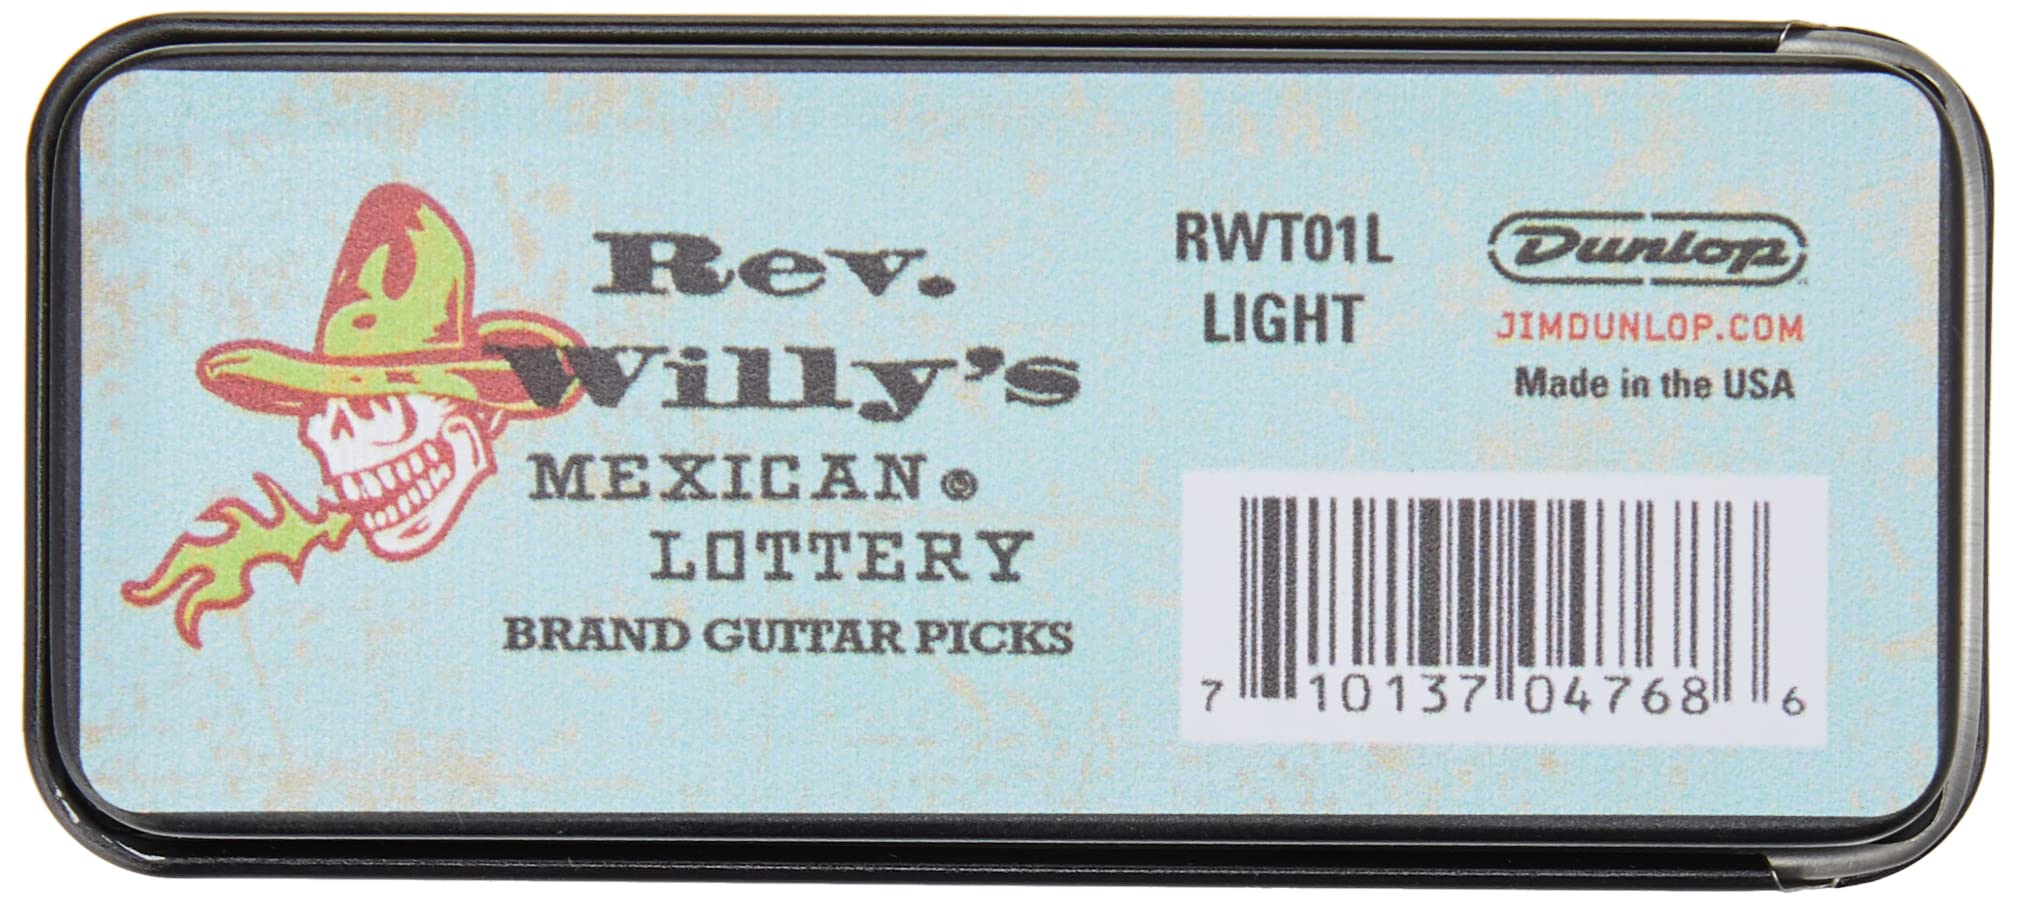 Rev.
Willy's
MEXICAN®
LOTTERY
BRAND GUITAR PICKS
RWT01L
LIGHT
Dunlop
JIMDUNLOP.COM
Made in the USA
7 10137 04768 6